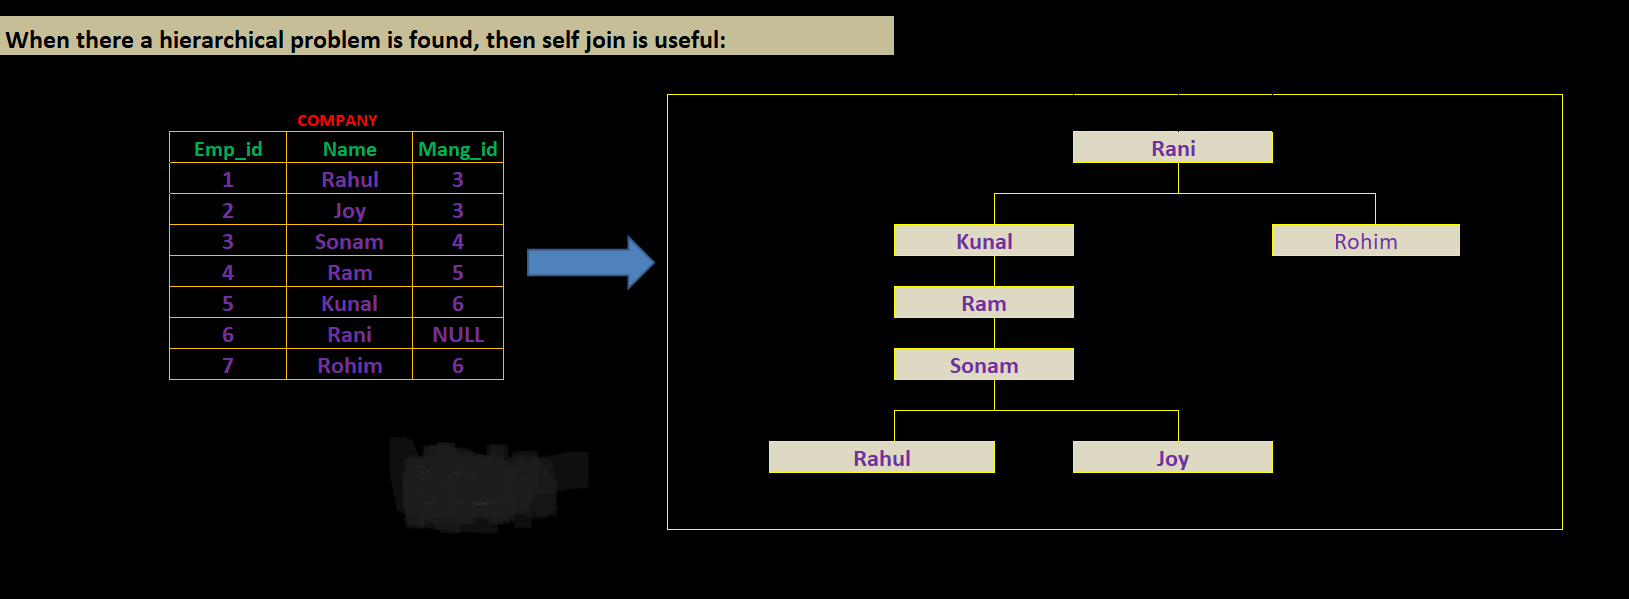 When there a hierarchical problem is found, then self join is useful:
COMPANY
Emp_id Name Mang_id
1 Rahul 3
2 Joy 3
3 Sonam 4
4 Ram 5
5 Kunal 6
6 Rani NULL
7 Rohim 6
Rani
Kunal Rohim
Ram
Sonam
Rahul Joy